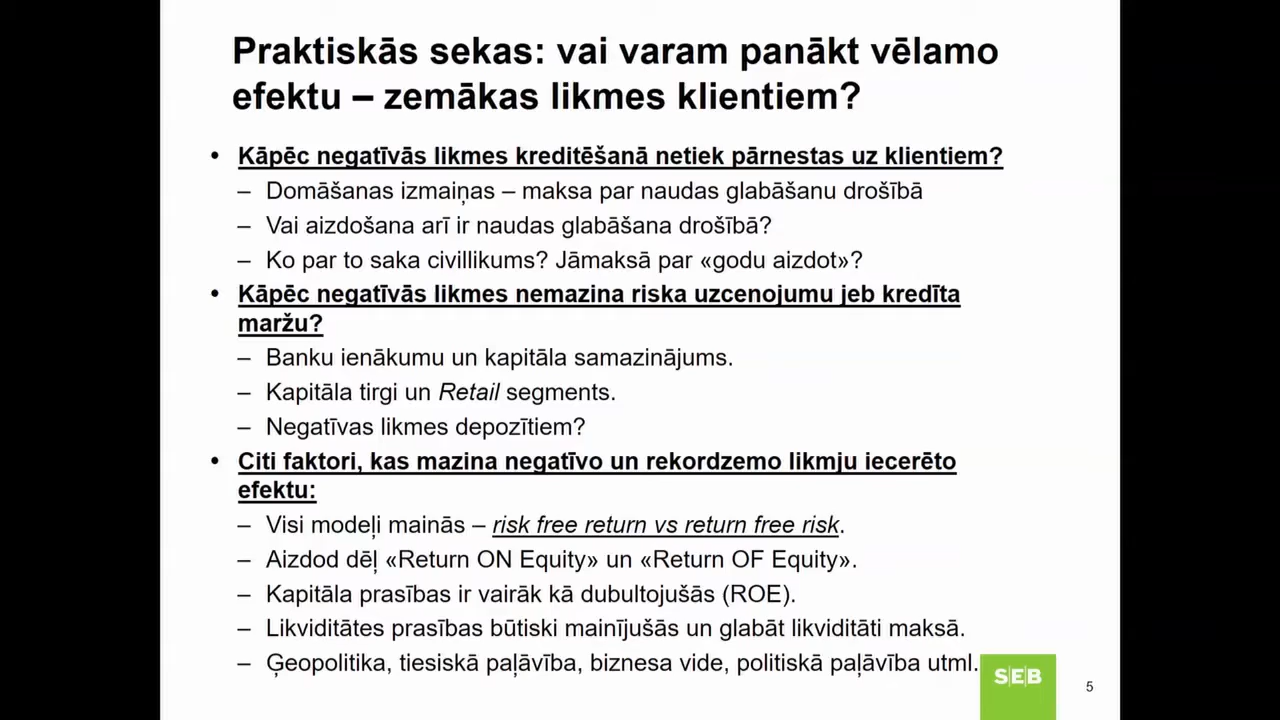 Praktiskās sekas: vai varam panākt vēlamo
efektu – zemākas likmes klientiem?
• Kāpēc negatīvās likmes kreditēšanā netiek pārnestas uz klientiem?
– Domāšanas izmaiņas – maksa par naudas glabāšanu drošībā
– Vai aizdošana arī ir naudas glabāšana drošībā?
– Ko par to saka civillikums? Jāmaksā par «godu aizdot»?
• Kāpēc negatīvās likmes nemazina riska uzcenojumu jeb kredīta
maržu?
– Banku ienākumu un kapitāla samazinājums.
– Kapitāla tirgi un Retail segments.
– Negatīvas likmes depozītiem?
• Citi faktori, kas mazina negatīvo un rekordzemo likmju iecerēto
efektu:
– Visi modeļi mainās – risk free return vs return free risk.
– Aizdod dēļ «Return ON Equity» un «Return OF Equity».
– Kapitāla prasības ir vairāk kā dubultojušās (ROE).
– Likviditātes prasības būtiski mainījušās un glabāt likviditāti maksā.
– Ģeopolitika, tiesiskā paļāvība, biznesa vide, politiskā paļāvība utml.
SEB
5